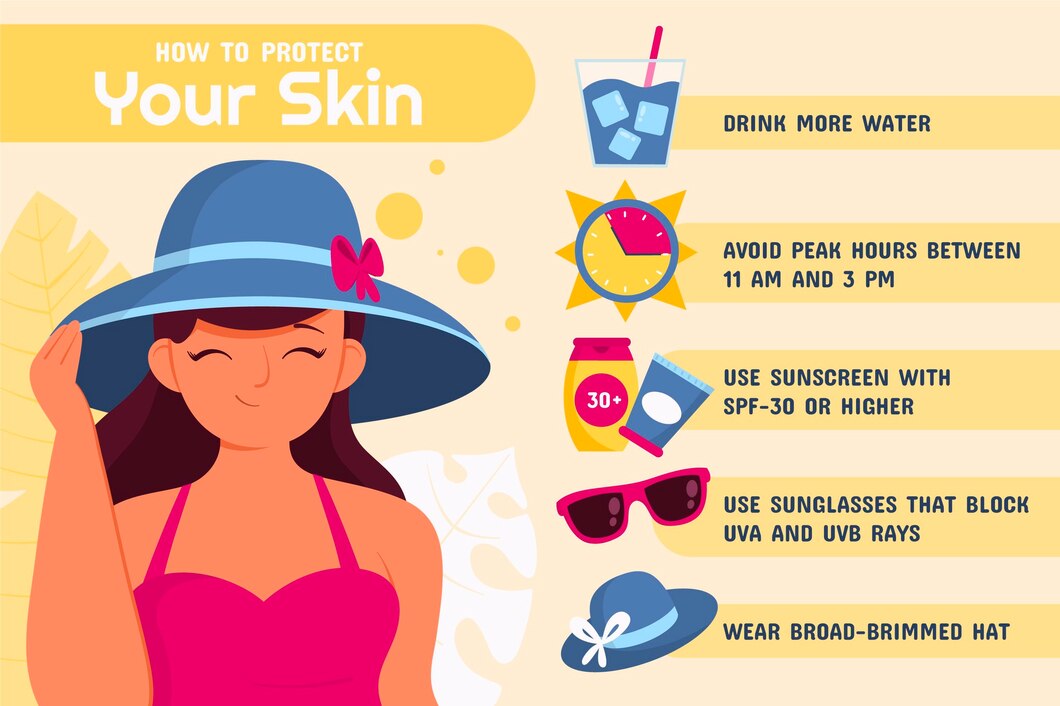 HOW TO PROTECT
Your Skin
DRINK MORE WATER
AVOID PEAK HOURS BETWEEN
11 AM AND 3 PM
30+
USE SUNSCREEN WITH
SPF-30 OR HIGHER
USE SUNGLASSES THAT BLOCK
UVA AND UVB RAYS
WEAR BROAD-BRIMMED HAT